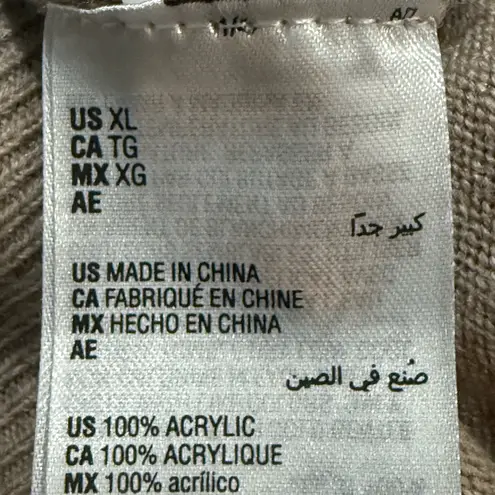 US XL
CA TG
MX XG
AE
كبير جدًا
US MADE IN CHINA
CA FABRIQUÉ EN CHINE
MX HECHO EN CHINA
AE
صُنع في الصين
US 100% ACRYLIC
CA 100% ACRYLIQUE
MX 100% acrílico